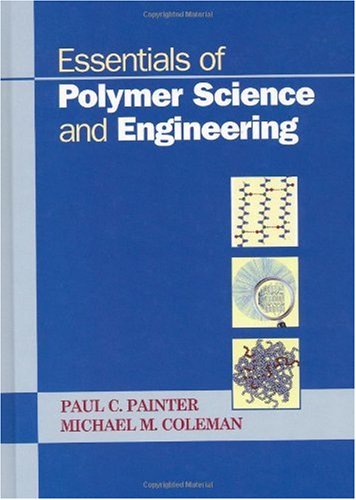 Essentials of
Polymer Science
and Engineering
PAUL C. PAINTER
MICHAEL M. COLEMAN